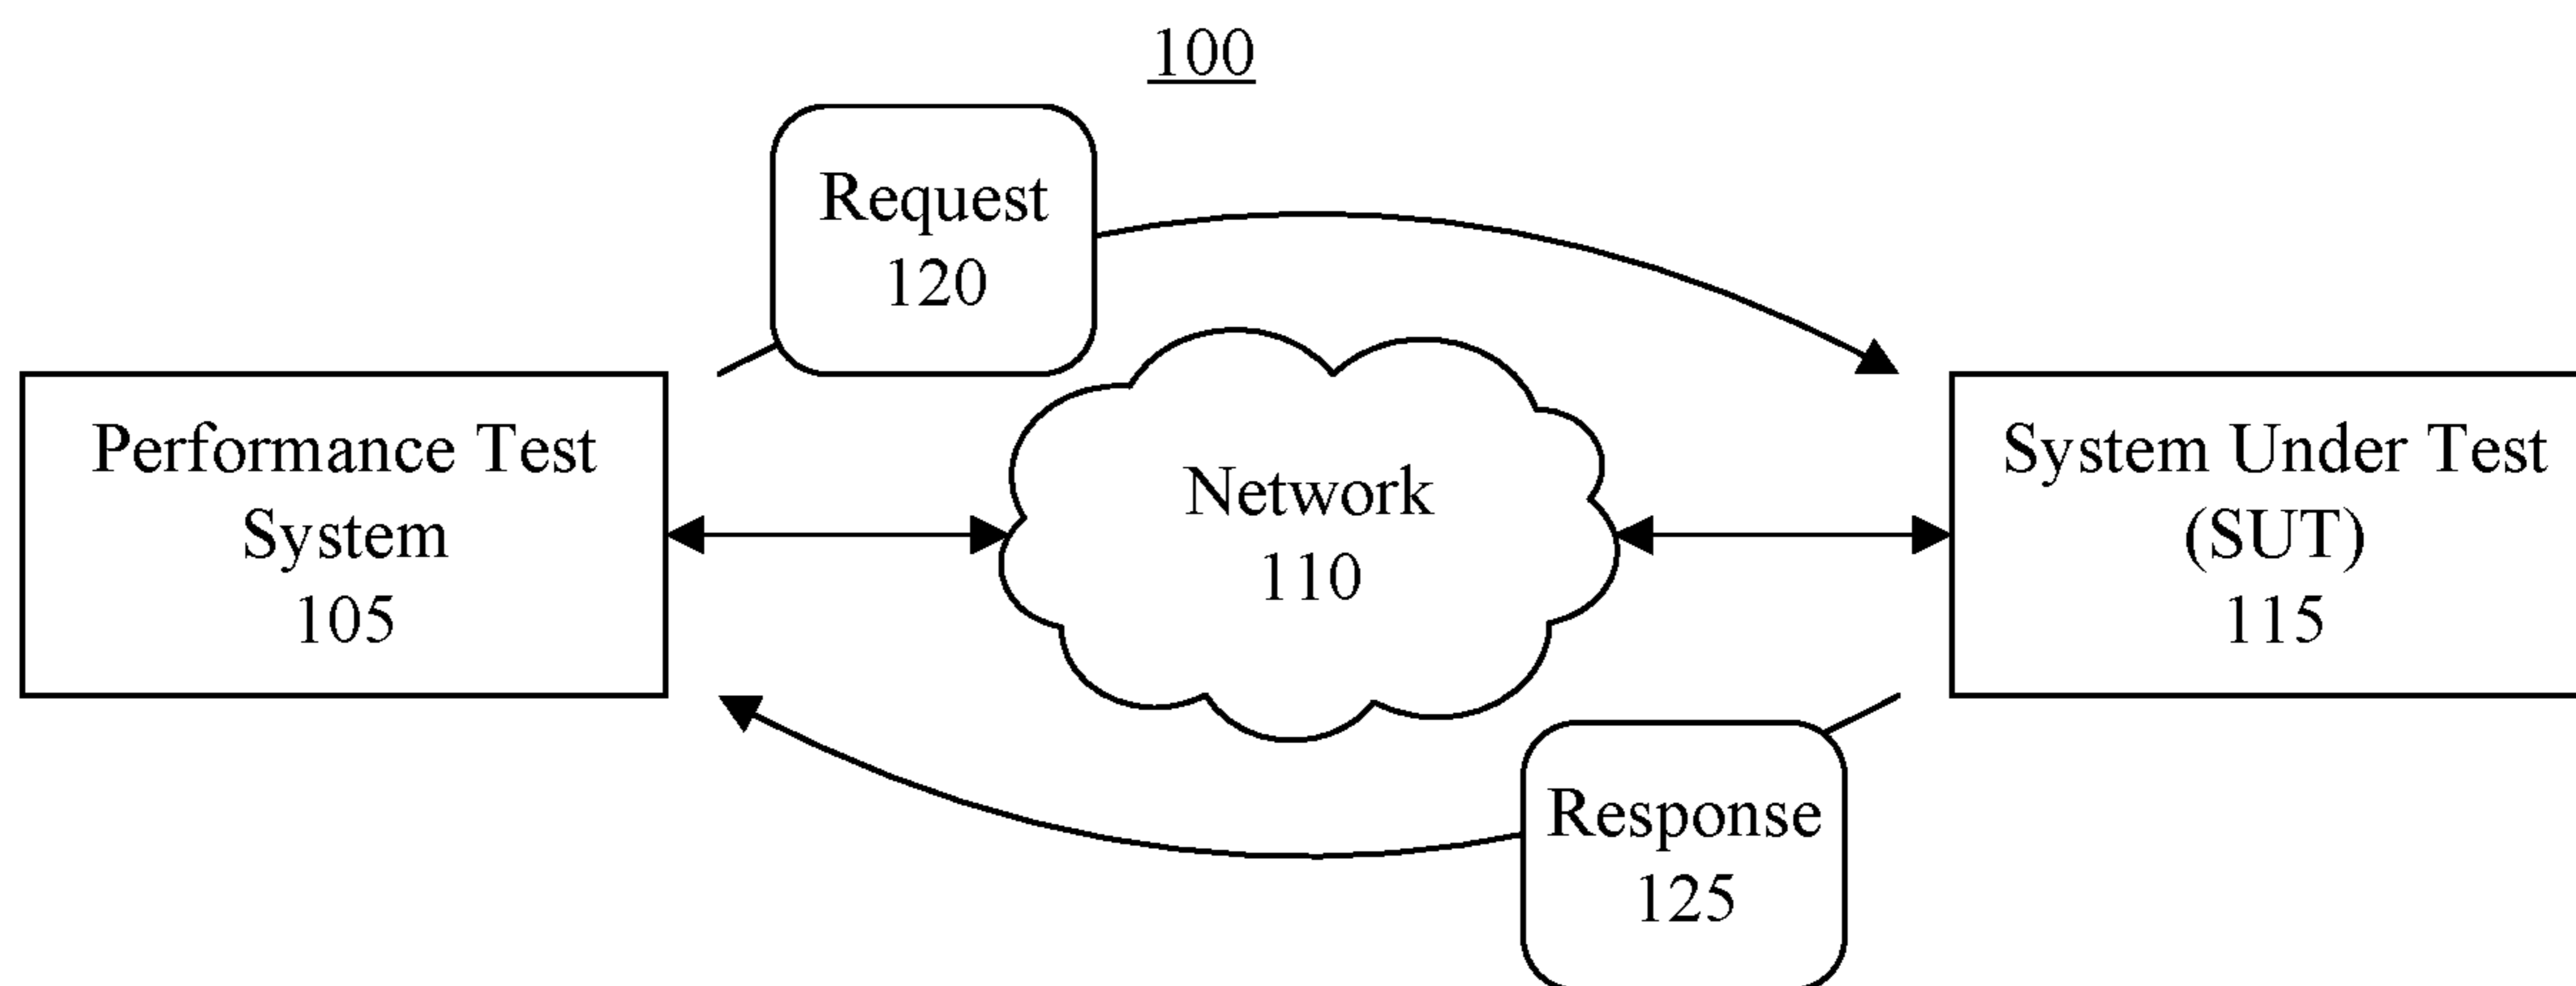 100
Request
120
Performance Test
System
105
Network
110
System Under Test
(SUT)
115
Response
125